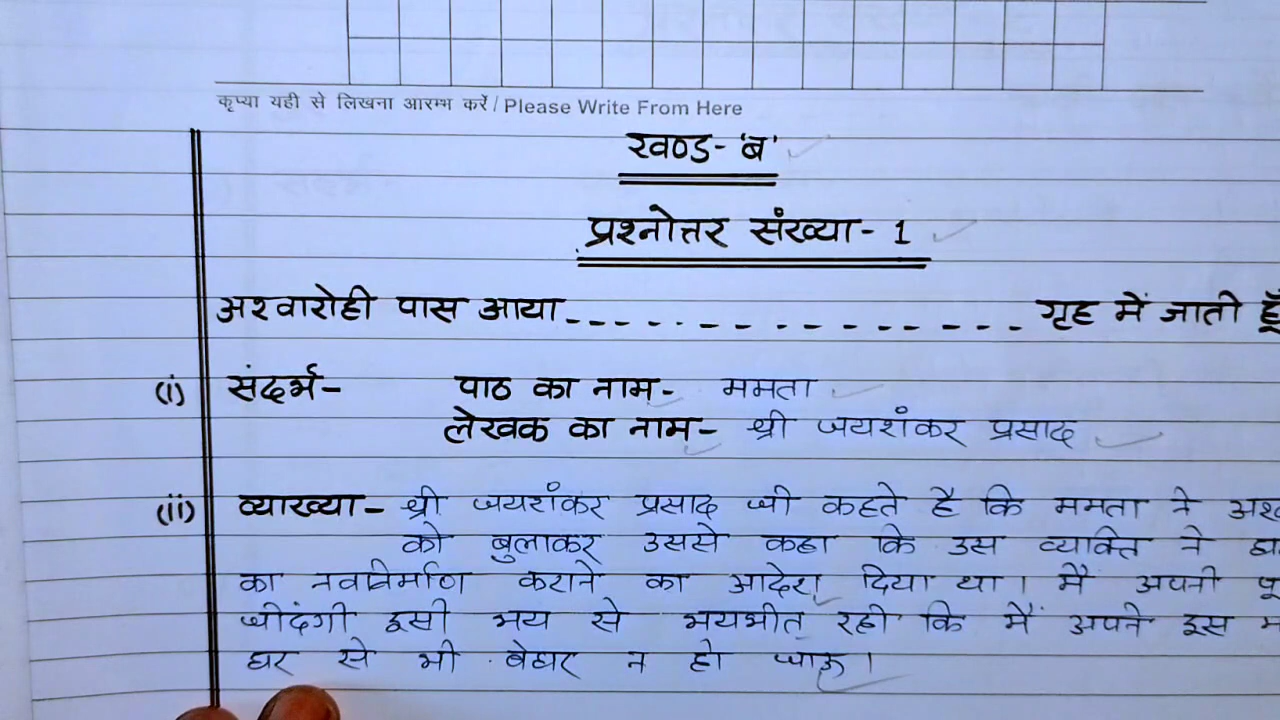 कृप्या यही से लिखना आरम्भ करें / Please Write From Here
खण्ड- 'ब'
प्रश्नोत्तर संख्या- 1
अश्वारोही पास आया_ _ _ _ . . _ _ _ _ _ _ _ _ _ _ _ गृह में जाती हूँ
(i) संदर्भ- पाठ का नाम- ममता
लेखक का नाम- श्री जयशंकर प्रसाद
(ii) व्याख्या- श्री जयशंकर प्रसाद जी कहते है कि ममता ने
को बुलाकर उससे कहा कि उस व्यक्ति ने
का नवनिर्माण कराने का आदेश दिया था। मैं अपनी
जीदंगी इसी भय से भयभीत रही कि मैं अपने इस
घर से भी बेघर न हो जाऊ।